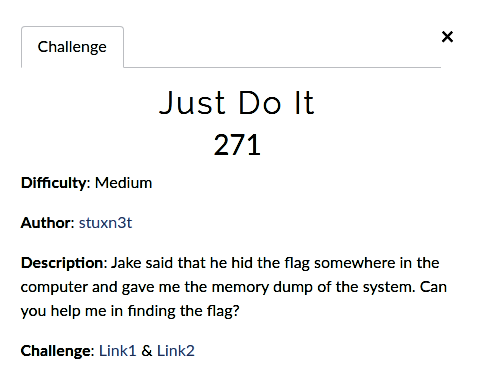 Challenge
×
Just Do It
271
Difficulty: Medium
Author: stuxn3t
Description: Jake said that he hid the flag somewhere in the
computer and gave me the memory dump of the system. Can
you help me in finding the flag?
Challenge: Link1 & Link2